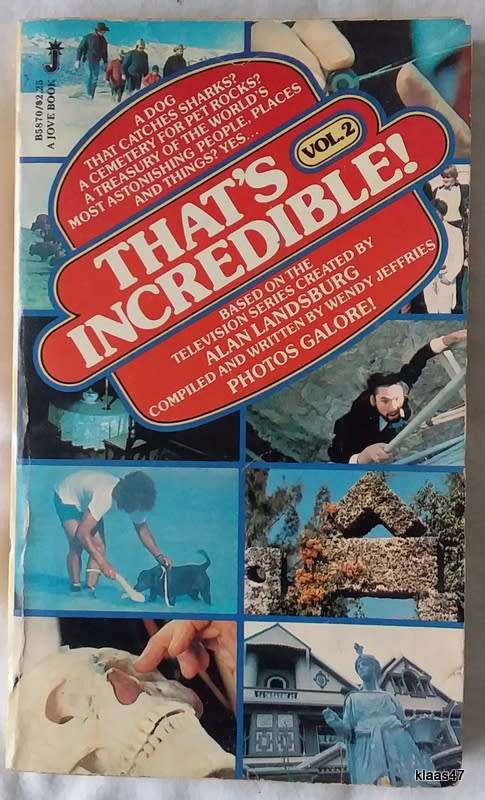 B5870/$2.25
A JOVE BOOK
A DOG
THAT CATCHES SHARKS?
A CEMETERY FOR PET ROCKS?
A TREASURY OF THE WORLD'S
MOST ASTONISHING PEOPLE, PLACES
AND THINGS? YES...
VOL. 2
THAT'S
INCREDIBLE!
BASED ON THE
TELEVISION SERIES CREATED BY
ALAN LANDSBURG
COMPILED AND WRITTEN BY WENDY JEFFRIES
PHOTOS GALORE!
klaas47